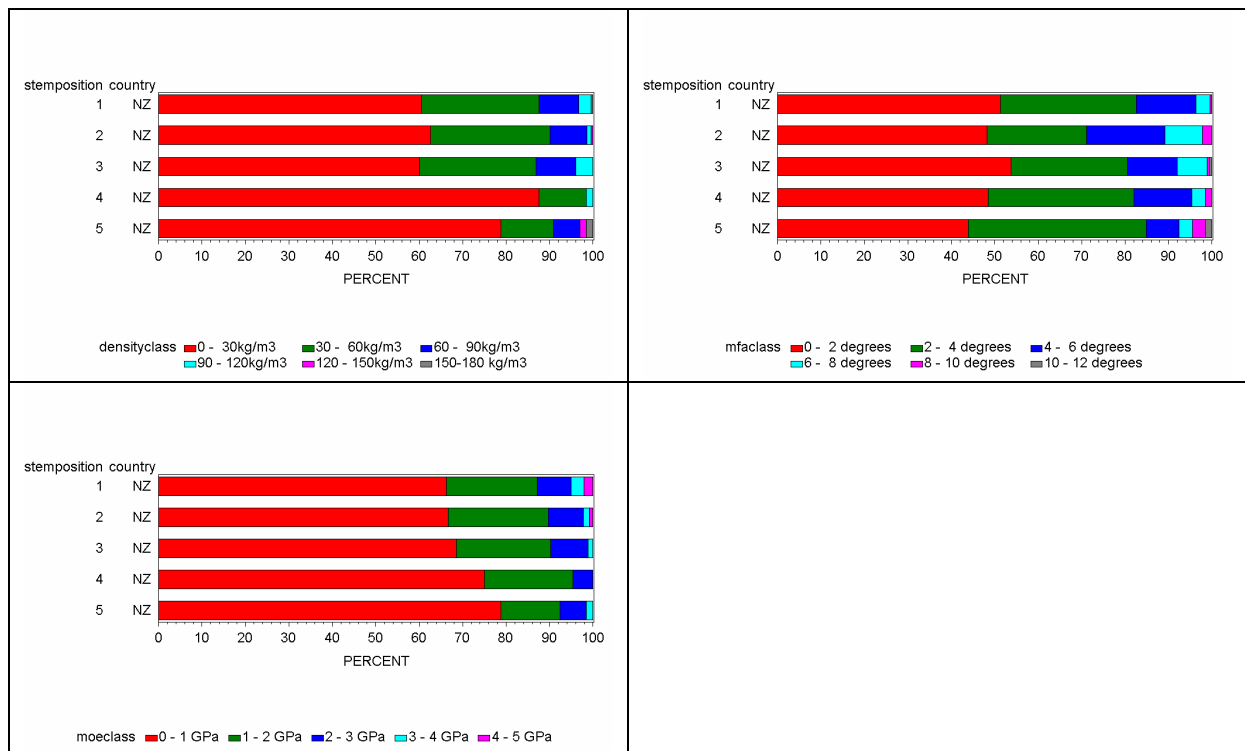 stemposition country
1 NZ
2 NZ
3 NZ
4 NZ
5 NZ
0 10 20 30 40 50 60 70 80 90 100
PERCENT
densityclass 0 - 30kg/m3 30 - 60kg/m3 60 - 90kg/m3
90 - 120kg/m3 120 - 150kg/m3 150-180 kg/m3
stemposition country
1 NZ
2 NZ
3 NZ
4 NZ
5 NZ
0 10 20 30 40 50 60 70 80 90 100
PERCENT
mfaclass 0 - 2 degrees 2 - 4 degrees 4 - 6 degrees
6 - 8 degrees 8 - 10 degrees 10 - 12 degrees
stemposition country
1 NZ
2 NZ
3 NZ
4 NZ
5 NZ
0 10 20 30 40 50 60 70 80 90 100
PERCENT
moeclass 0 - 1 GPa 1 - 2 GPa 2 - 3 GPa 3 - 4 GPa 4 - 5 GPa